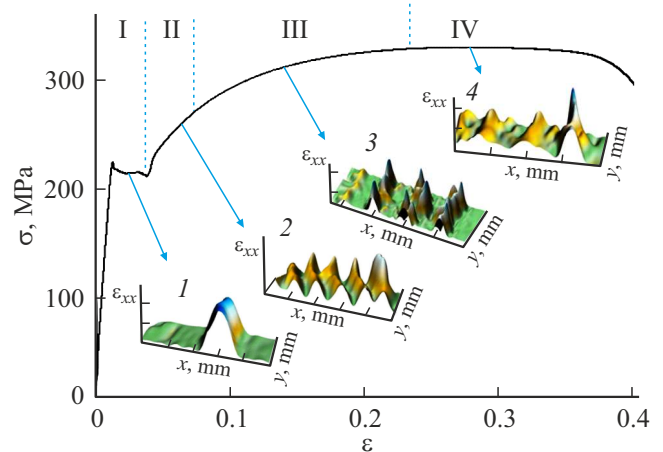 I II III IV
300
200
100
0
σ, MPa
0 0.1 0.2 0.3 0.4
ε
4
εxx
x, mm
y, mm
3
εxx
x, mm
y, mm
2
εxx
x, mm
y, mm
1
εxx
x, mm
y, mm